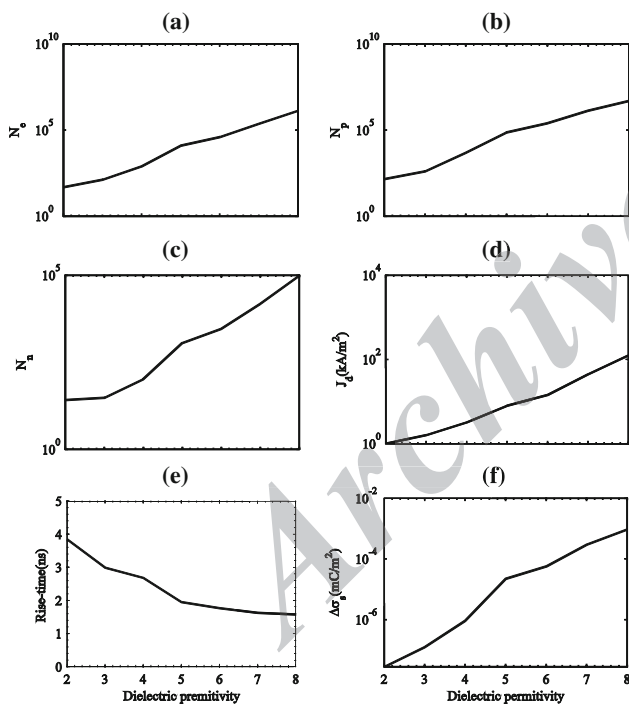 (a)
(b)
10^10
10^5
10^0
N_e
10^10
10^5
10^0
N_p
(c)
(d)
10^5
10^0
N_n
10^4
10^2
10^0
J_d(kA/m^2)
(e)
(f)
5
4
3
2
1
0
Rise-time(ns)
2 3 4 5 6 7 8
Dielectric premitivity
10^-2
10^-4
10^-6
Δσ_s(mC/m^2)
2 3 4 5 6 7 8
Dielectric permitivity
Archive